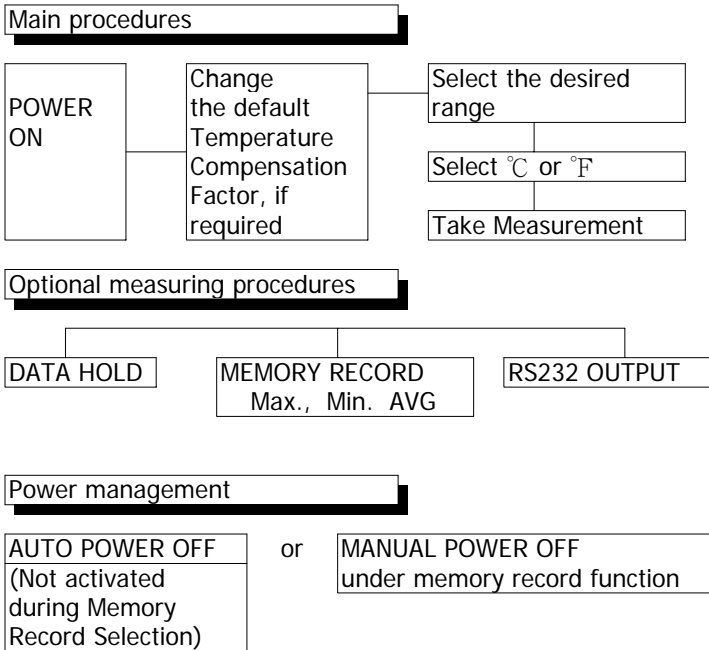 Main procedures
POWER
ON
Change
the default
Temperature
Compensation
Factor, if
required
Select the desired
range
Select ℃ or ℉
Take Measurement
Optional measuring procedures
DATA HOLD
MEMORY RECORD
Max., Min. AVG
RS232 OUTPUT
Power management
AUTO POWER OFF
(Not activated
during Memory
Record Selection)
or
MANUAL POWER OFF
under memory record function